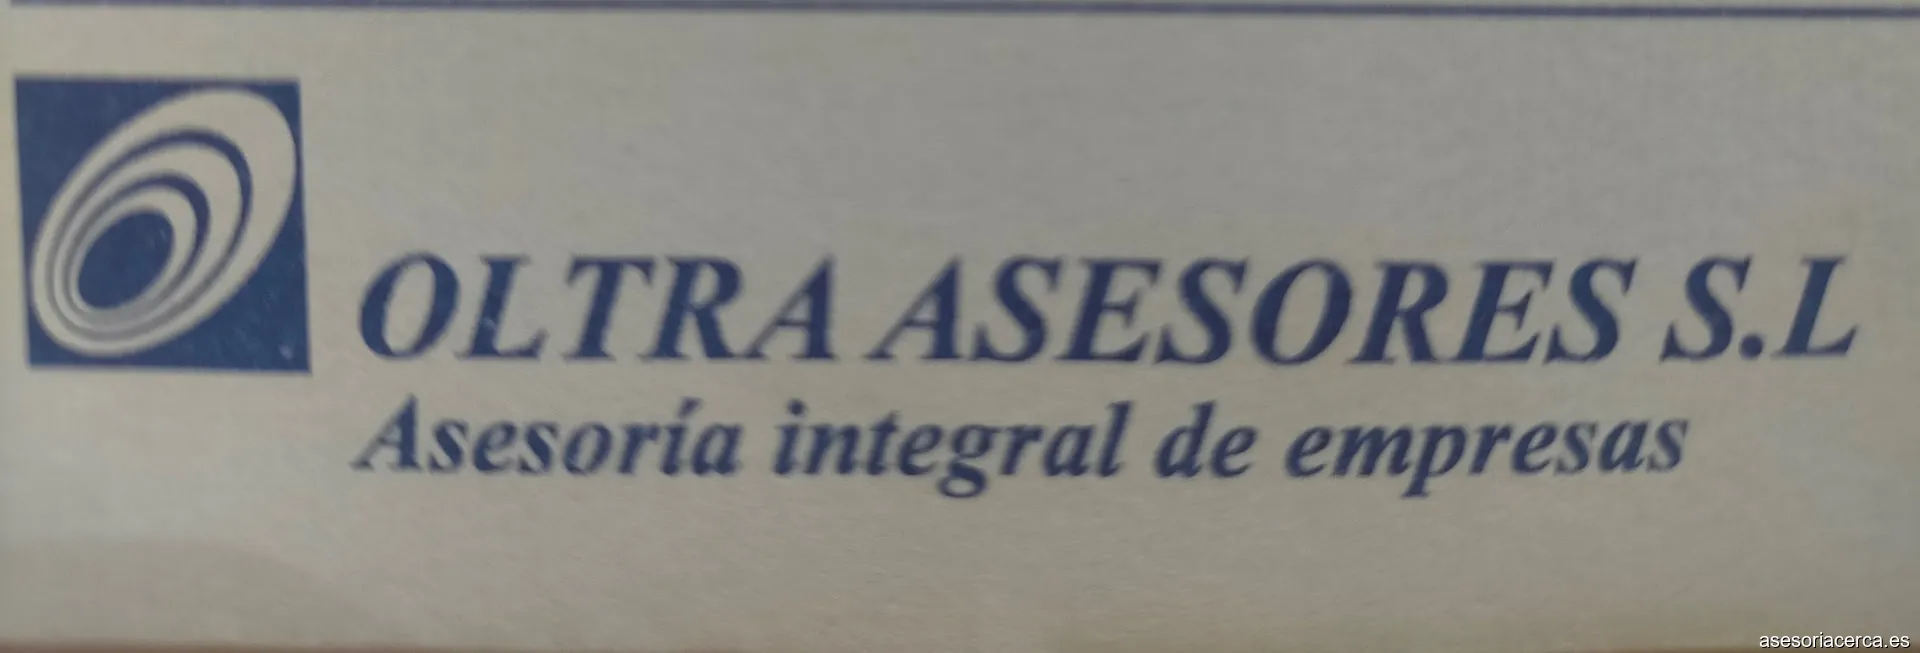 OLTRA ASESORES S.L
Asesoría integral de empresas
asesoriacerca.es